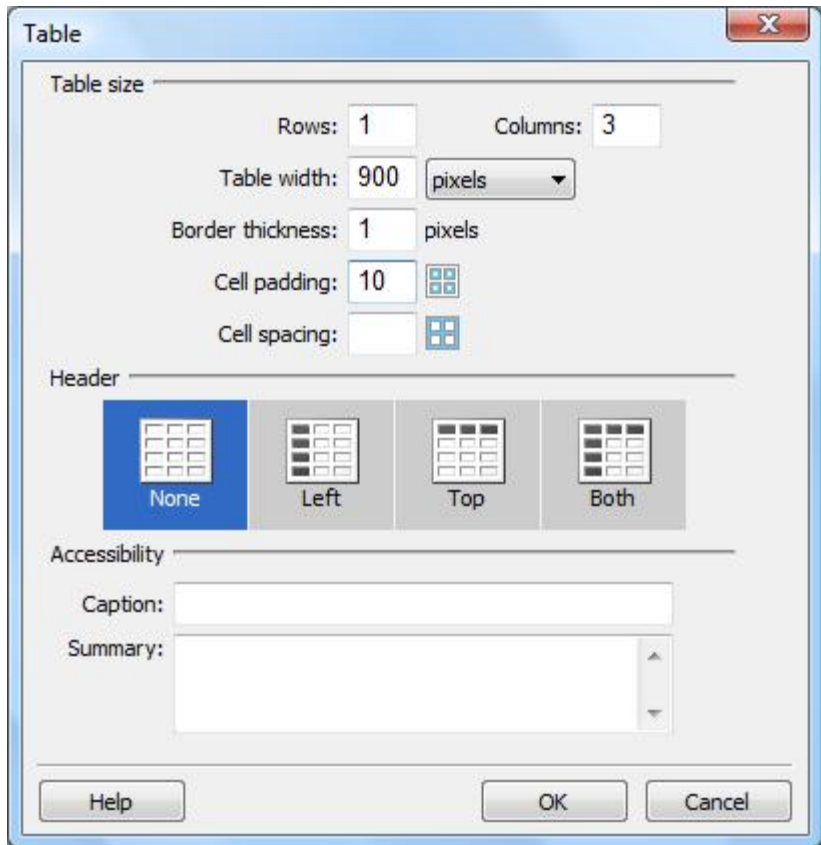 Table
Table size
Rows: 1 Columns: 3
Table width: 900 pixels
Border thickness: 1 pixels
Cell padding: 10
Cell spacing:
Header
None Left Top Both
Accessibility
Caption:
Summary:
Help OK Cancel